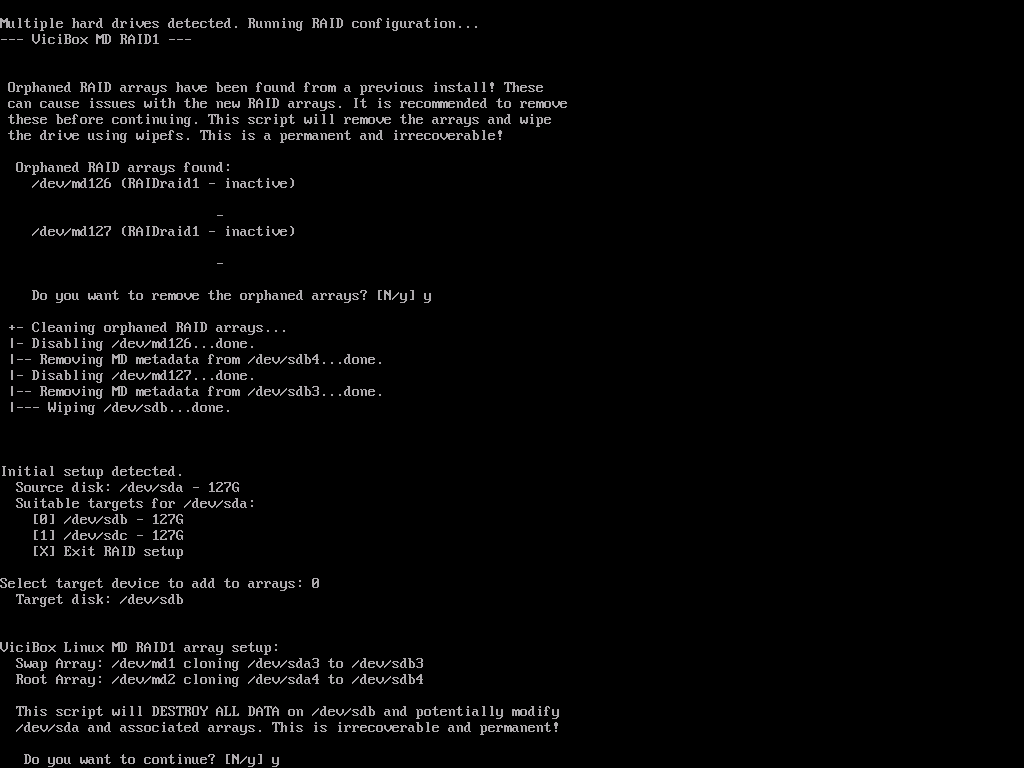 Multiple hard drives detected. Running RAID configuration...
--- ViciBox MD RAID1 ---
Orphaned RAID arrays have been found from a previous install! These
can cause issues with the new RAID arrays. It is recommended to remove
these before continuing. This script will remove the arrays and wipe
the drive using wipefs. This is a permanent and irrecoverable!
Orphaned RAID arrays found:
/dev/md126 (RAIDraid1 - inactive)
-
/dev/md127 (RAIDraid1 - inactive)
-
Do you want to remove the orphaned arrays? [N/y] y
+- Cleaning orphaned RAID arrays...
|- Disabling /dev/md126...done.
|-- Removing MD metadata from /dev/sdb4...done.
|- Disabling /dev/md127...done.
|-- Removing MD metadata from /dev/sdb3...done.
|--- Wiping /dev/sdb...done.
Initial setup detected.
Source disk: /dev/sda - 127G
Suitable targets for /dev/sda:
[0] /dev/sdb - 127G
[1] /dev/sdc - 127G
[X] Exit RAID setup
Select target device to add to arrays: 0
Target disk: /dev/sdb
ViciBox Linux MD RAID1 array setup:
Swap Array: /dev/md1 cloning /dev/sda3 to /dev/sdb3
Root Array: /dev/md2 cloning /dev/sda4 to /dev/sdb4
This script will DESTROY ALL DATA on /dev/sdb and potentially modify
/dev/sda and associated arrays. This is irrecoverable and permanent!
Do you want to continue? [N/y] y